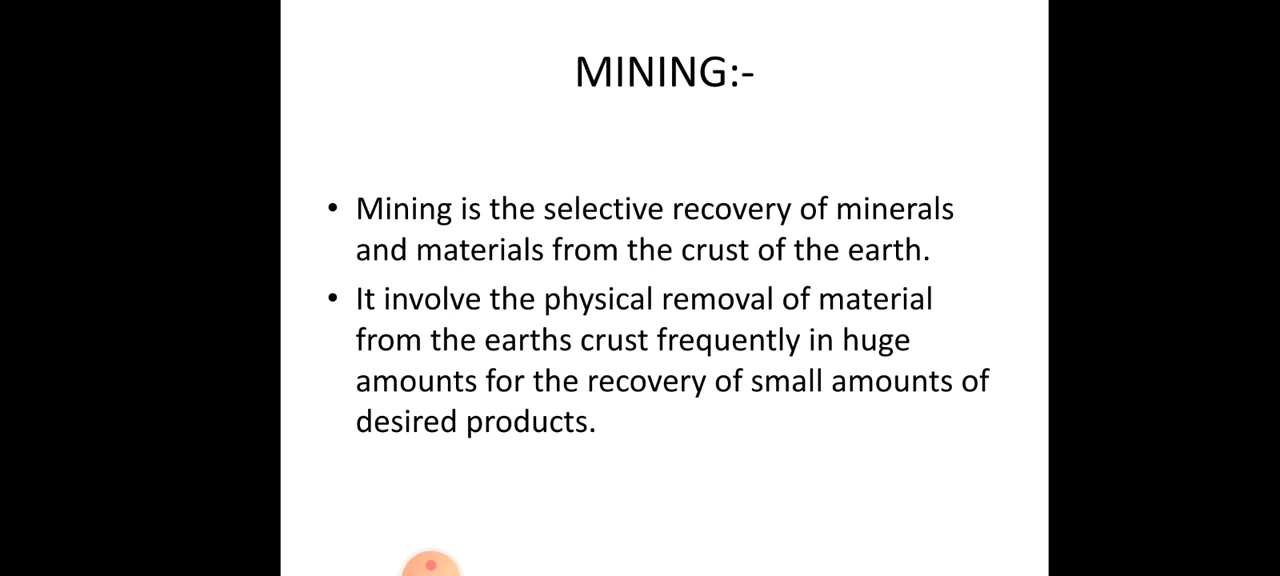 MINING:-
• Mining is the selective recovery of minerals
and materials from the crust of the earth.
• It involve the physical removal of material
from the earths crust frequently in huge
amounts for the recovery of small amounts of
desired products.